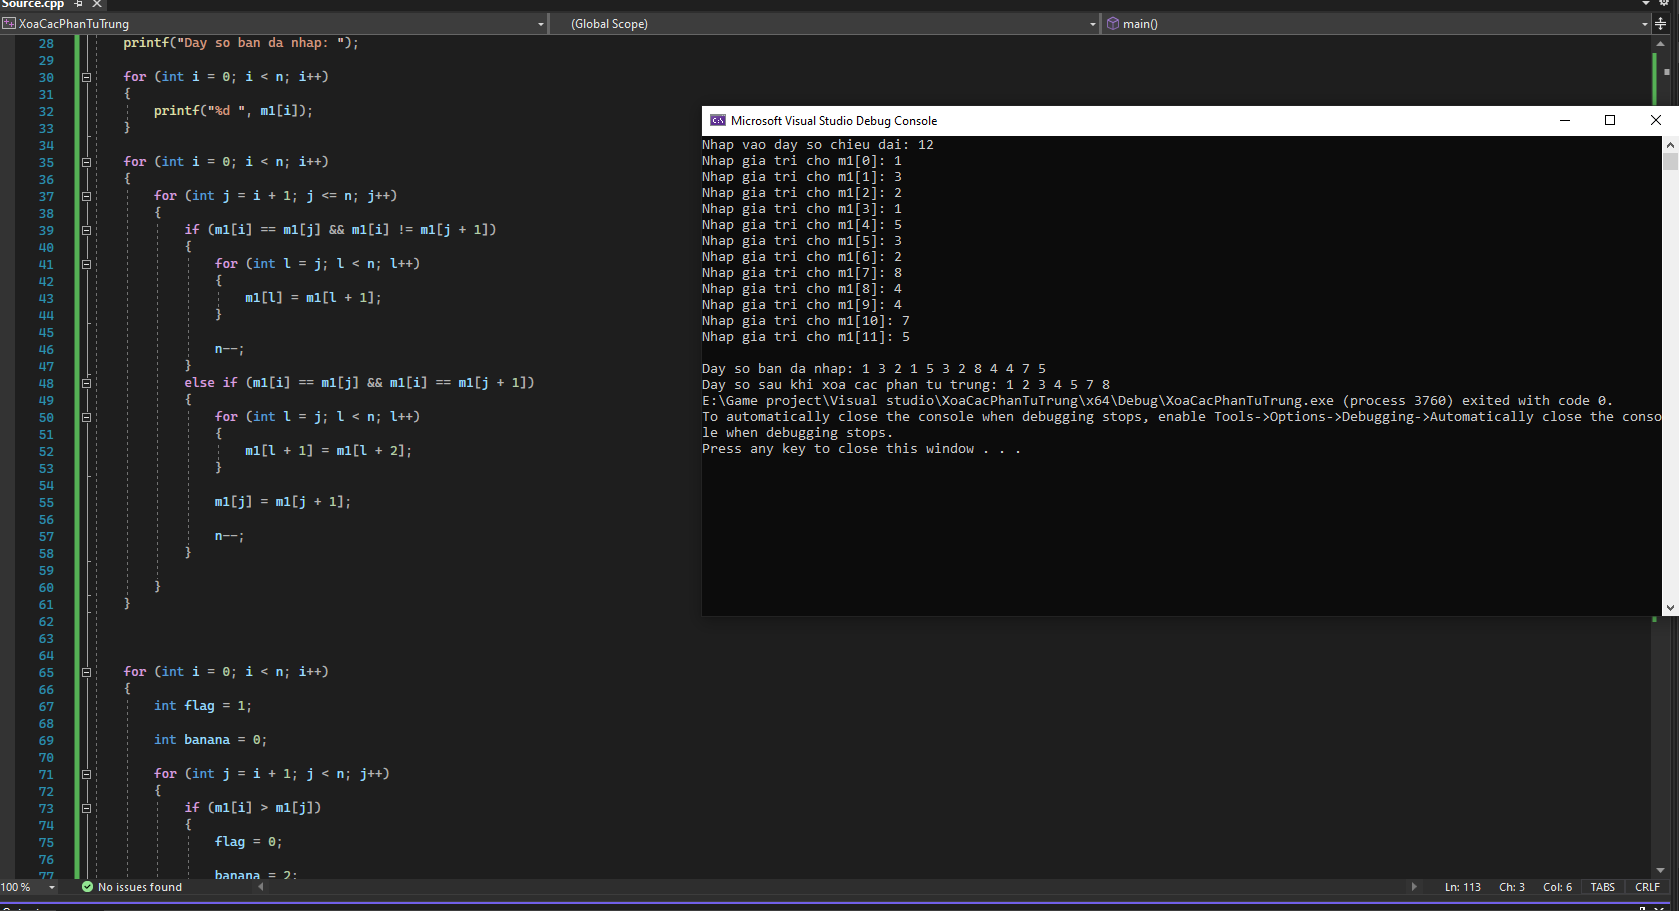 Source.cpp
XoaCacPhanTuTrung (Global Scope) main()
28 printf("Day so ban da nhap: ");
29
30 for (int i = 0; i < n; i++)
31 {
32 printf("%d ", m1[i]);
33 }
34
35 for (int i = 0; i < n; i++)
36 {
37 for (int j = i + 1; j <= n; j++)
38 {
39 if (m1[i] == m1[j] && m1[i] != m1[j + 1])
40 {
41 for (int l = j; l < n; l++)
42 {
43 m1[l] = m1[l + 1];
44 }
45
46 n--;
47 }
48 else if (m1[i] == m1[j] && m1[i] == m1[j + 1])
49 {
50 for (int l = j; l < n; l++)
51 {
52 m1[l + 1] = m1[l + 2];
53 }
54
55 m1[j] = m1[j + 1];
56
57 n--;
58 }
59
60 }
61 }
62
63
64
65 for (int i = 0; i < n; i++)
66 {
67 int flag = 1;
68
69 int banana = 0;
70
71 for (int j = i + 1; j < n; j++)
72 {
73 if (m1[i] > m1[j])
74 {
75 flag = 0;
76
77 banana = 2;
Microsoft Visual Studio Debug Console
Nhap vao day so chieu dai: 12
Nhap gia tri cho m1[0]: 1
Nhap gia tri cho m1[1]: 3
Nhap gia tri cho m1[2]: 2
Nhap gia tri cho m1[3]: 1
Nhap gia tri cho m1[4]: 5
Nhap gia tri cho m1[5]: 3
Nhap gia tri cho m1[6]: 2
Nhap gia tri cho m1[7]: 8
Nhap gia tri cho m1[8]: 4
Nhap gia tri cho m1[9]: 4
Nhap gia tri cho m1[10]: 7
Nhap gia tri cho m1[11]: 5
Day so ban da nhap: 1 3 2 1 5 3 2 8 4 4 7 5
Day so sau khi xoa cac phan tu trung: 1 2 3 4 5 7 8
E:\Game project\Visual studio\XoaCacPhanTuTrung\x64\Debug\XoaCacPhanTuTrung.exe (process 3760) exited with code 0.
To automatically close the console when debugging stops, enable Tools->Options->Debugging->Automatically close the conso
le when debugging stops.
Press any key to close this window . . .
100 % No issues found Ln: 113 Ch: 3 Col: 6 TABS CRLF